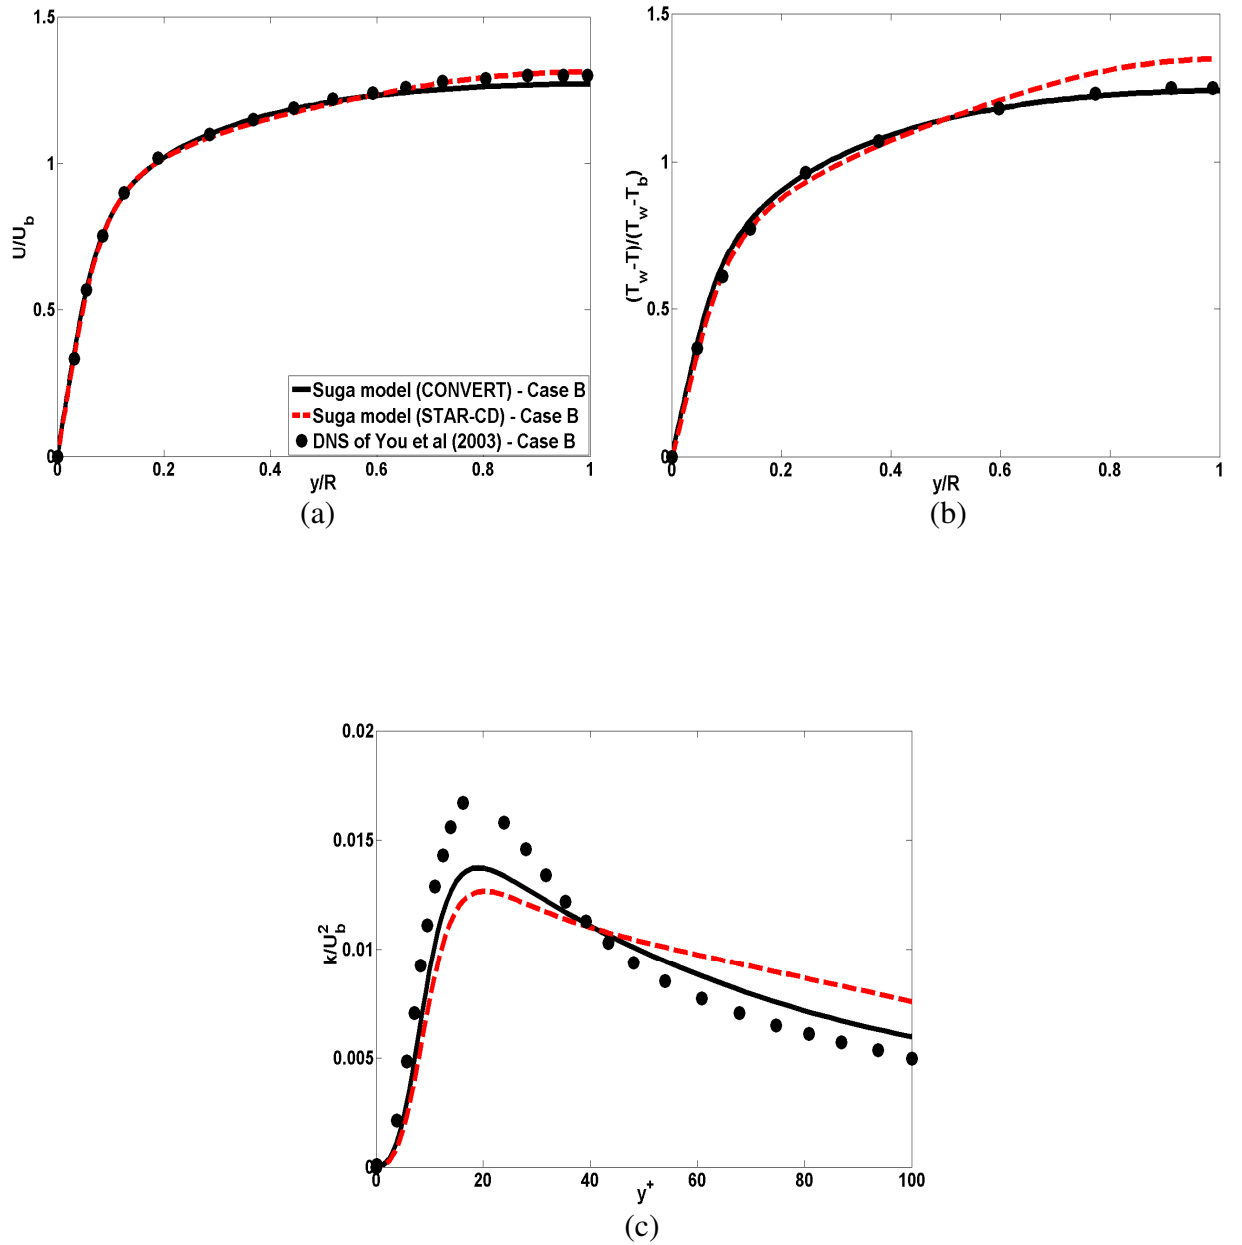 1.5
1
0.5
0
U/U_b
0 0.2 0.4 0.6 0.8 1
y/R
Suga model (CONVERT) - Case B
Suga model (STAR-CD) - Case B
DNS of You et al (2003) - Case B
(a)
1.5
1
0.5
0
(T_w-T)/(T_w-T_b)
0 0.2 0.4 0.6 0.8 1
y/R
(b)
0.02
0.015
0.01
0.005
0
k/U_b^2
0 20 40 60 80 100
y^+
(c)